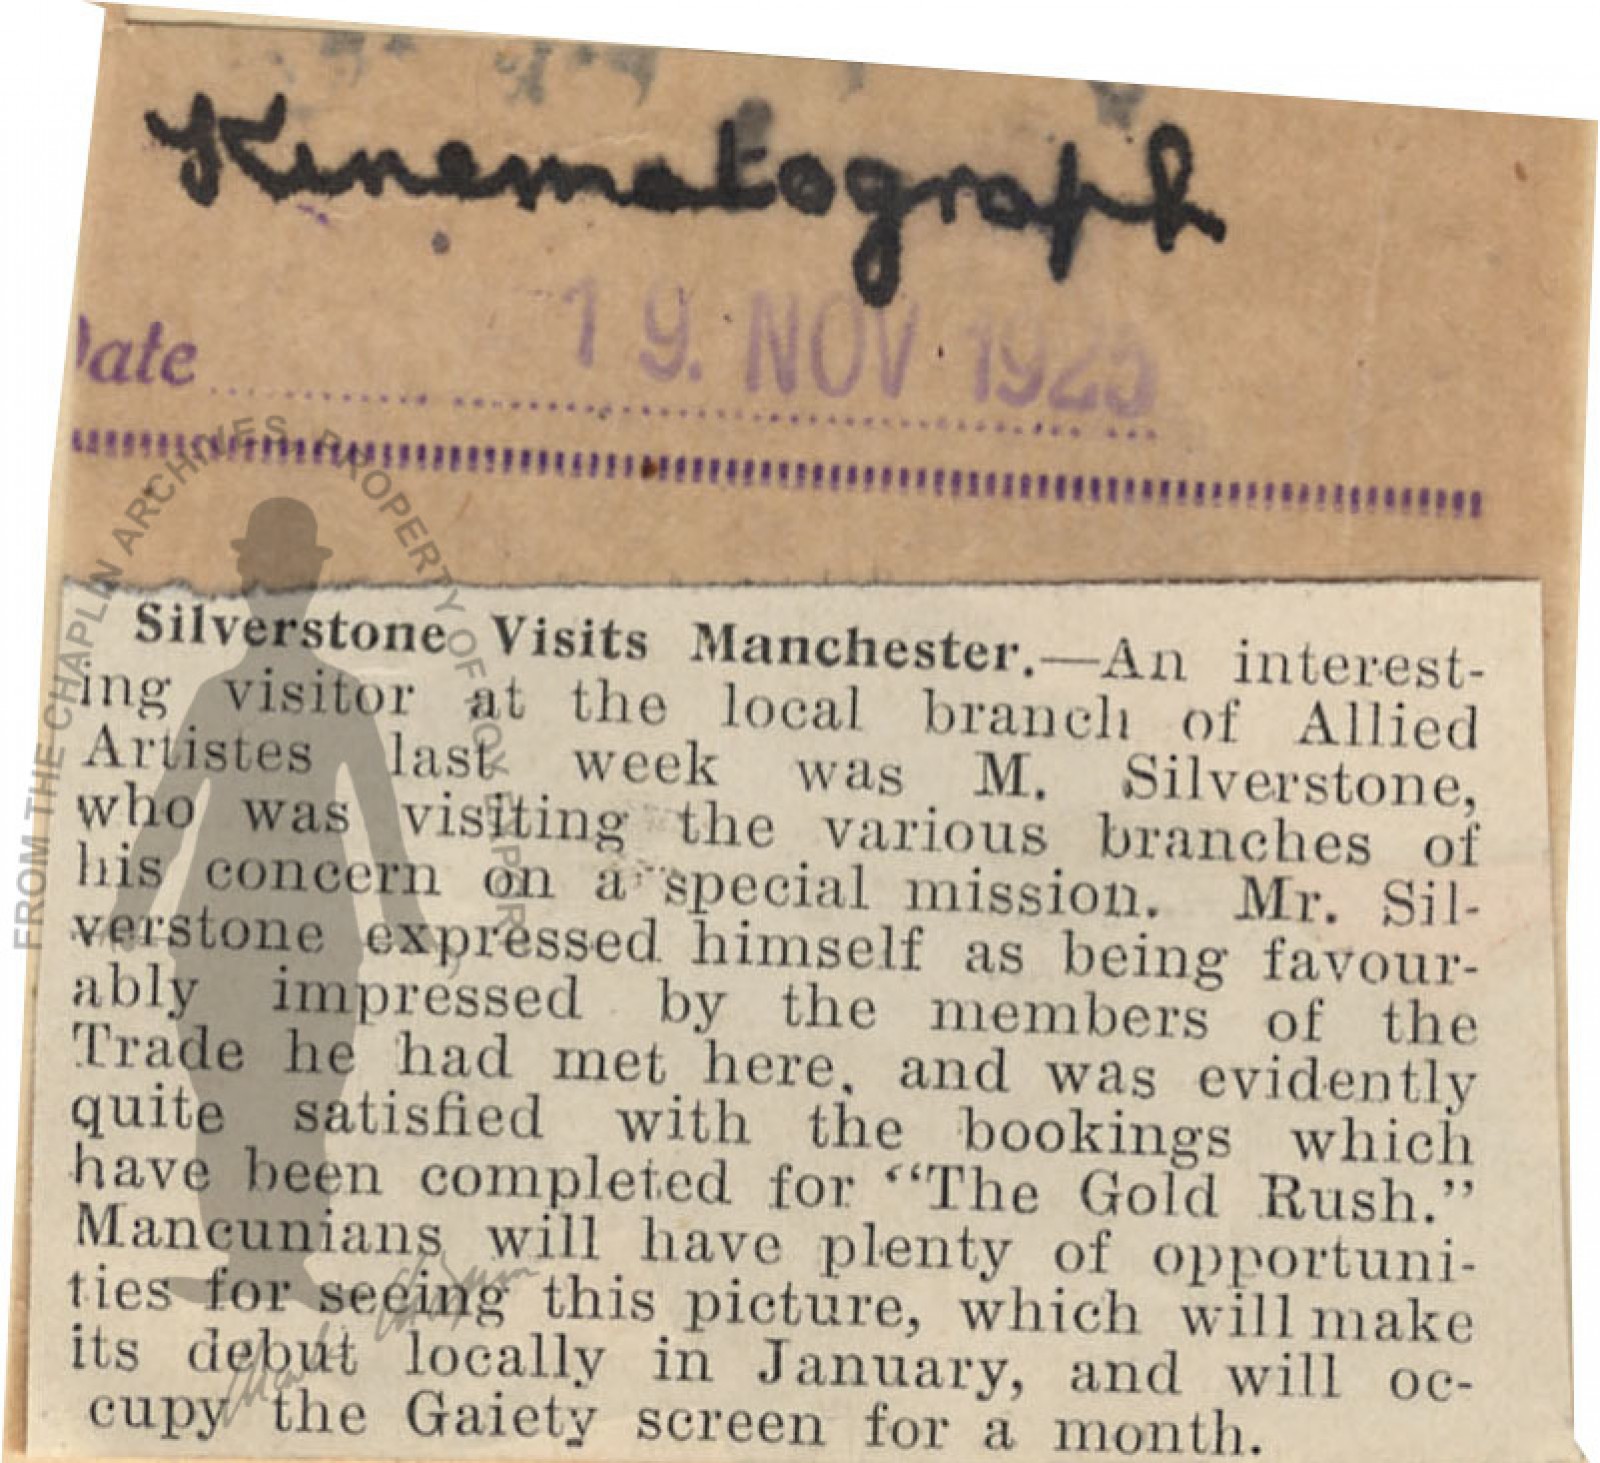 Kinematograph
Date 19. NOV 1925
Silverstone Visits Manchester.—An interest-
ing visitor at the local branch of Allied
Artistes last week was M. Silverstone,
who was visiting the various branches of
his concern on a special mission. Mr. Sil-
verstone expressed himself as being favour-
ably impressed by the members of the
Trade he had met here, and was evidently
quite satisfied with the bookings which
have been completed for “The Gold Rush.”
Mancunians will have plenty of opportuni-
ties for seeing this picture, which will make
its debut locally in January, and will oc-
cupy the Gaiety screen for a month.
FROM THE CHAPLIN ARCHIVES, PROPERTY OF ROY EXPORT